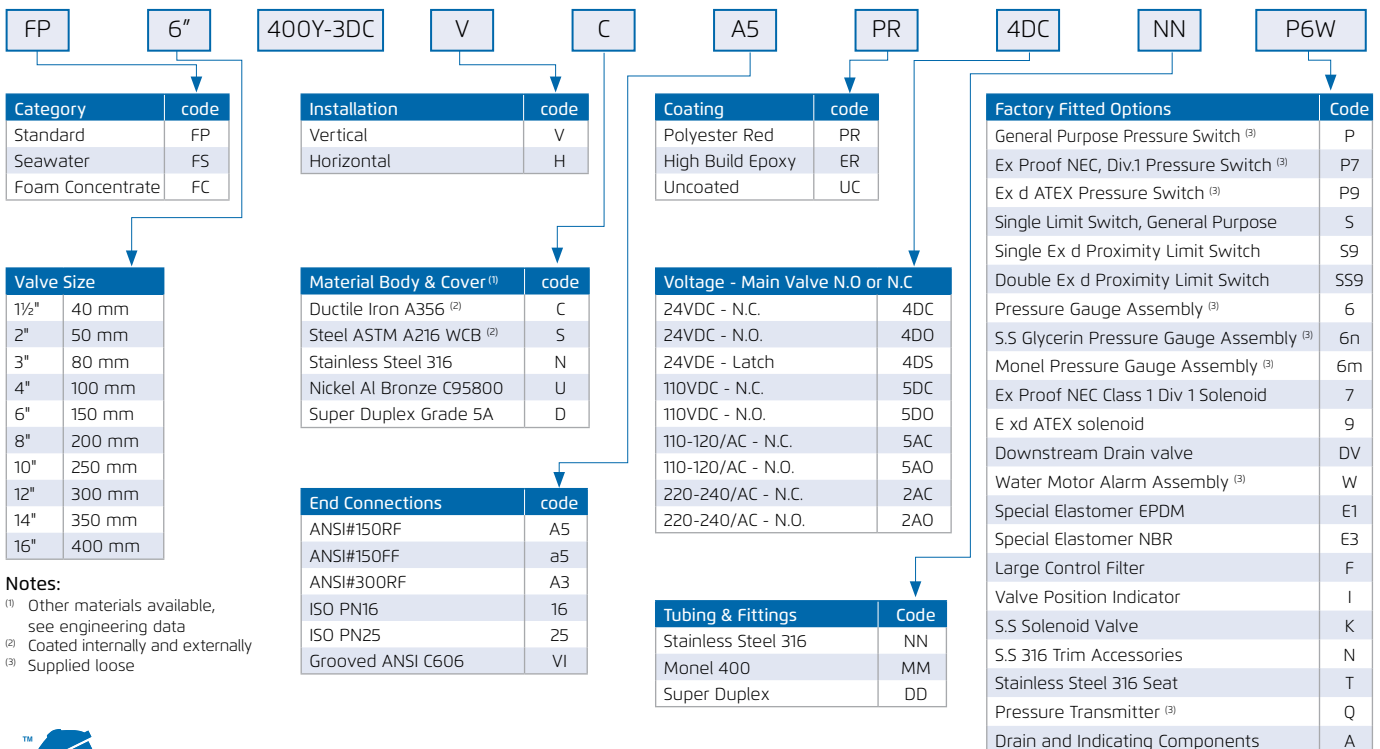 FP 6" 400Y-3DC V C A5 PR 4DC NN P6W
Category code
Standard FP
Seawater FS
Foam Concentrate FC
Valve Size
1½" 40 mm
2" 50 mm
3" 80 mm
4" 100 mm
6" 150 mm
8" 200 mm
10" 250 mm
12" 300 mm
14" 350 mm
16" 400 mm
Notes:
(1) Other materials available,
see engineering data
(2) Coated internally and externally
(3) Supplied loose
TM
Installation code
Vertical V
Horizontal H
Material Body & Cover (1) code
Ductile Iron A356 (2) C
Steel ASTM A216 WCB (2) S
Stainless Steel 316 N
Nickel Al Bronze C95800 U
Super Duplex Grade 5A D
End Connections code
ANSI#150RF A5
ANSI#150FF a5
ANSI#300RF A3
ISO PN16 16
ISO PN25 25
Grooved ANSI C606 VI
Coating code
Polyester Red PR
High Build Epoxy ER
Uncoated UC
Voltage - Main Valve N.O or N.C
24VDC - N.C. 4DC
24VDC - N.O. 4DO
24VDE - Latch 4DS
110VDC - N.C. 5DC
110VDC - N.O. 5DO
110-120/AC - N.C. 5AC
110-120/AC - N.O. 5AO
220-240/AC - N.C. 2AC
220-240/AC - N.O. 2AO
Tubing & Fittings Code
Stainless Steel 316 NN
Monel 400 MM
Super Duplex DD
Factory Fitted Options Code
General Purpose Pressure Switch (3) P
Ex Proof NEC, Div.1 Pressure Switch (3) P7
Ex d ATEX Pressure Switch (3) P9
Single Limit Switch, General Purpose S
Single Ex d Proximity Limit Switch S9
Double Ex d Proximity Limit Switch SS9
Pressure Gauge Assembly (3) 6
S.S Glycerin Pressure Gauge Assembly (3) 6n
Monel Pressure Gauge Assembly (3) 6m
Ex Proof NEC Class 1 Div 1 Solenoid 7
E xd ATEX solenoid 9
Downstream Drain valve DV
Water Motor Alarm Assembly (3) W
Special Elastomer EPDM E1
Special Elastomer NBR E3
Large Control Filter F
Valve Position Indicator I
S.S Solenoid Valve K
S.S 316 Trim Accessories N
Stainless Steel 316 Seat T
Pressure Transmitter (3) Q
Drain and Indicating Components A